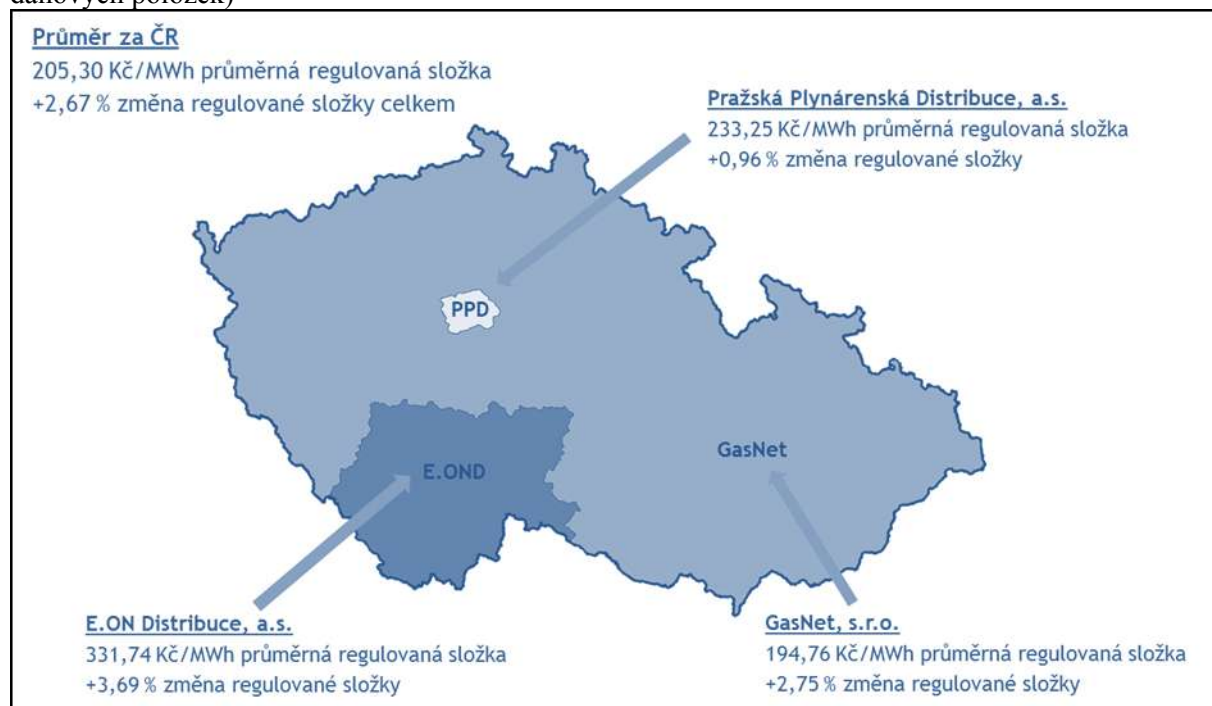 daňových položek)
Průměr za ČR
205,30 Kč/MWh průměrná regulovaná složka
+2,67 % změna regulované složky celkem
Pražská Plynárenská Distribuce, a.s.
233,25 Kč/MWh průměrná regulovaná složka
+0,96 % změna regulované složky
PPD
GasNet
E.OND
E.ON Distribuce, a.s.
331,74 Kč/MWh průměrná regulovaná složka
+3,69 % změna regulované složky
GasNet, s.r.o.
194,76 Kč/MWh průměrná regulovaná složka
+2,75 % změna regulované složky